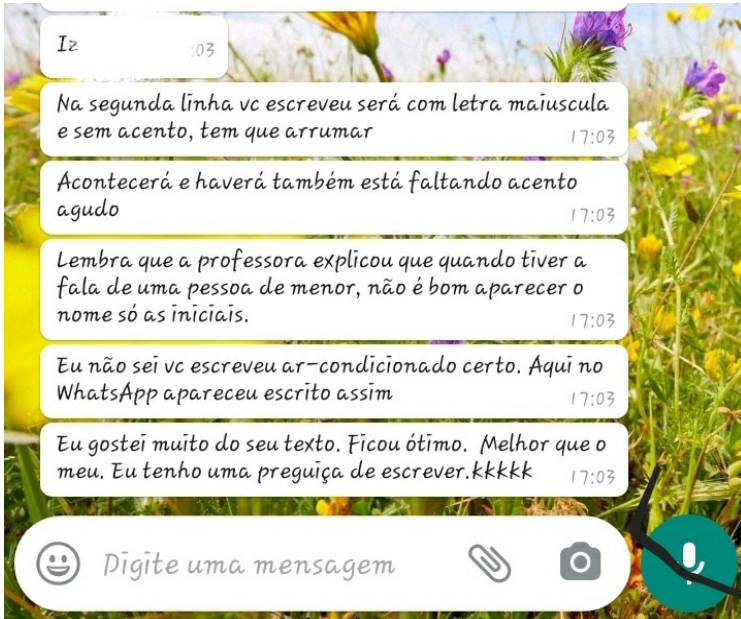 Iz :03
Na segunda linha vc escreveu será com letra maiuscula
e sem acento, tem que arrumar
17:03
Acontecerá e haverá também está faltando acento
agudo
17:03
Lembra que a professora explicou que quando tiver a
fala de uma pessoa de menor, não é bom aparecer o
nome só as iniciais.
17:03
Eu não sei vc escreveu ar-condicionado certo. Aqui no
WhatsApp apareceu escrito assim
17:03
Eu gostei muito do seu texto. Ficou ótimo. Melhor que o
meu. Eu tenho uma preguiça de escrever.kkkkk
17:03
Digite uma mensagem